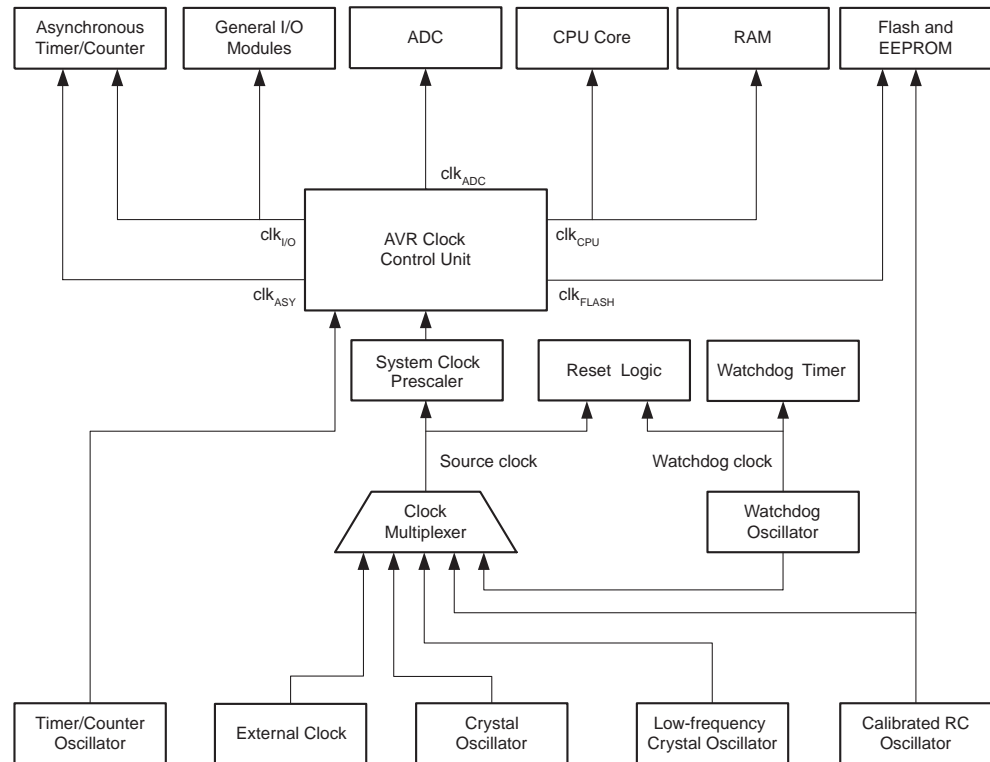 Asynchronous
Timer/Counter
General I/O
Modules
ADC
CPU Core
RAM
Flash and
EEPROM
clkADC
clkI/O
AVR Clock
Control Unit
clkCPU
clkASY
clkFLASH
System Clock
Prescaler
Reset Logic
Watchdog Timer
Source clock
Watchdog clock
Clock
Multiplexer
Watchdog
Oscillator
Timer/Counter
Oscillator
External Clock
Crystal
Oscillator
Low-frequency
Crystal Oscillator
Calibrated RC
Oscillator